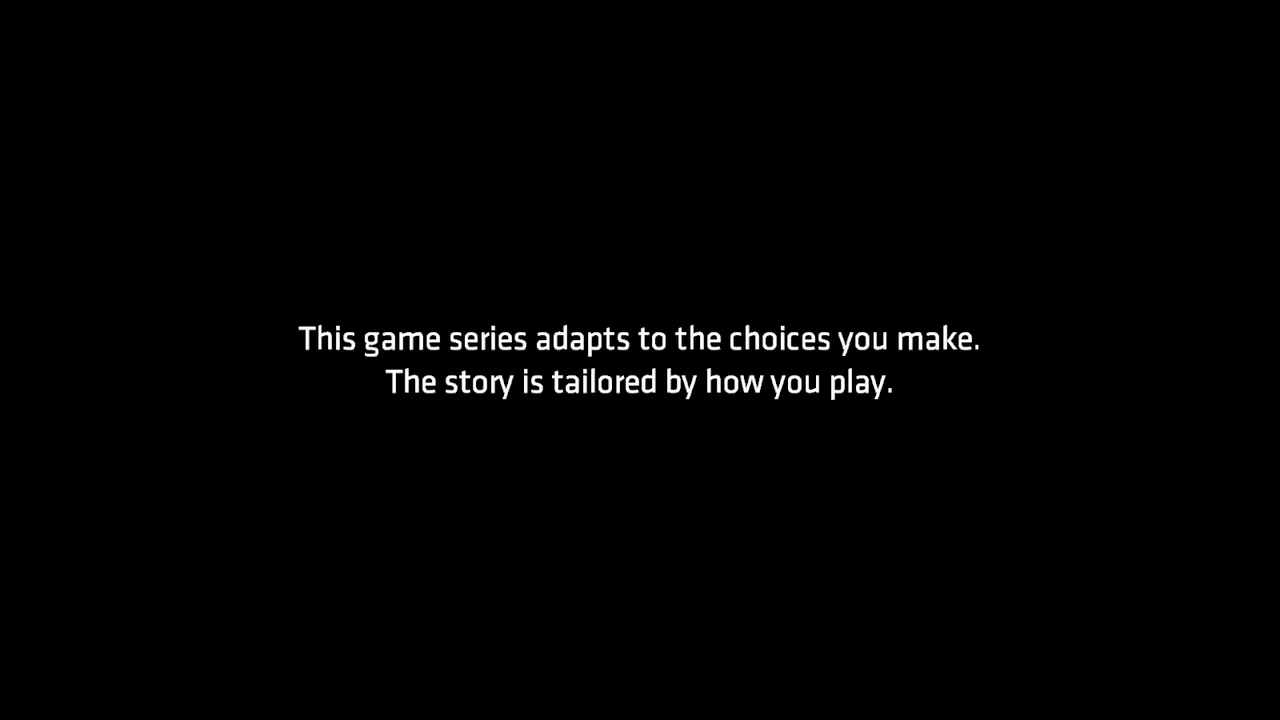 This game series adapts to the choices you make.
The story is tailored by how you play.